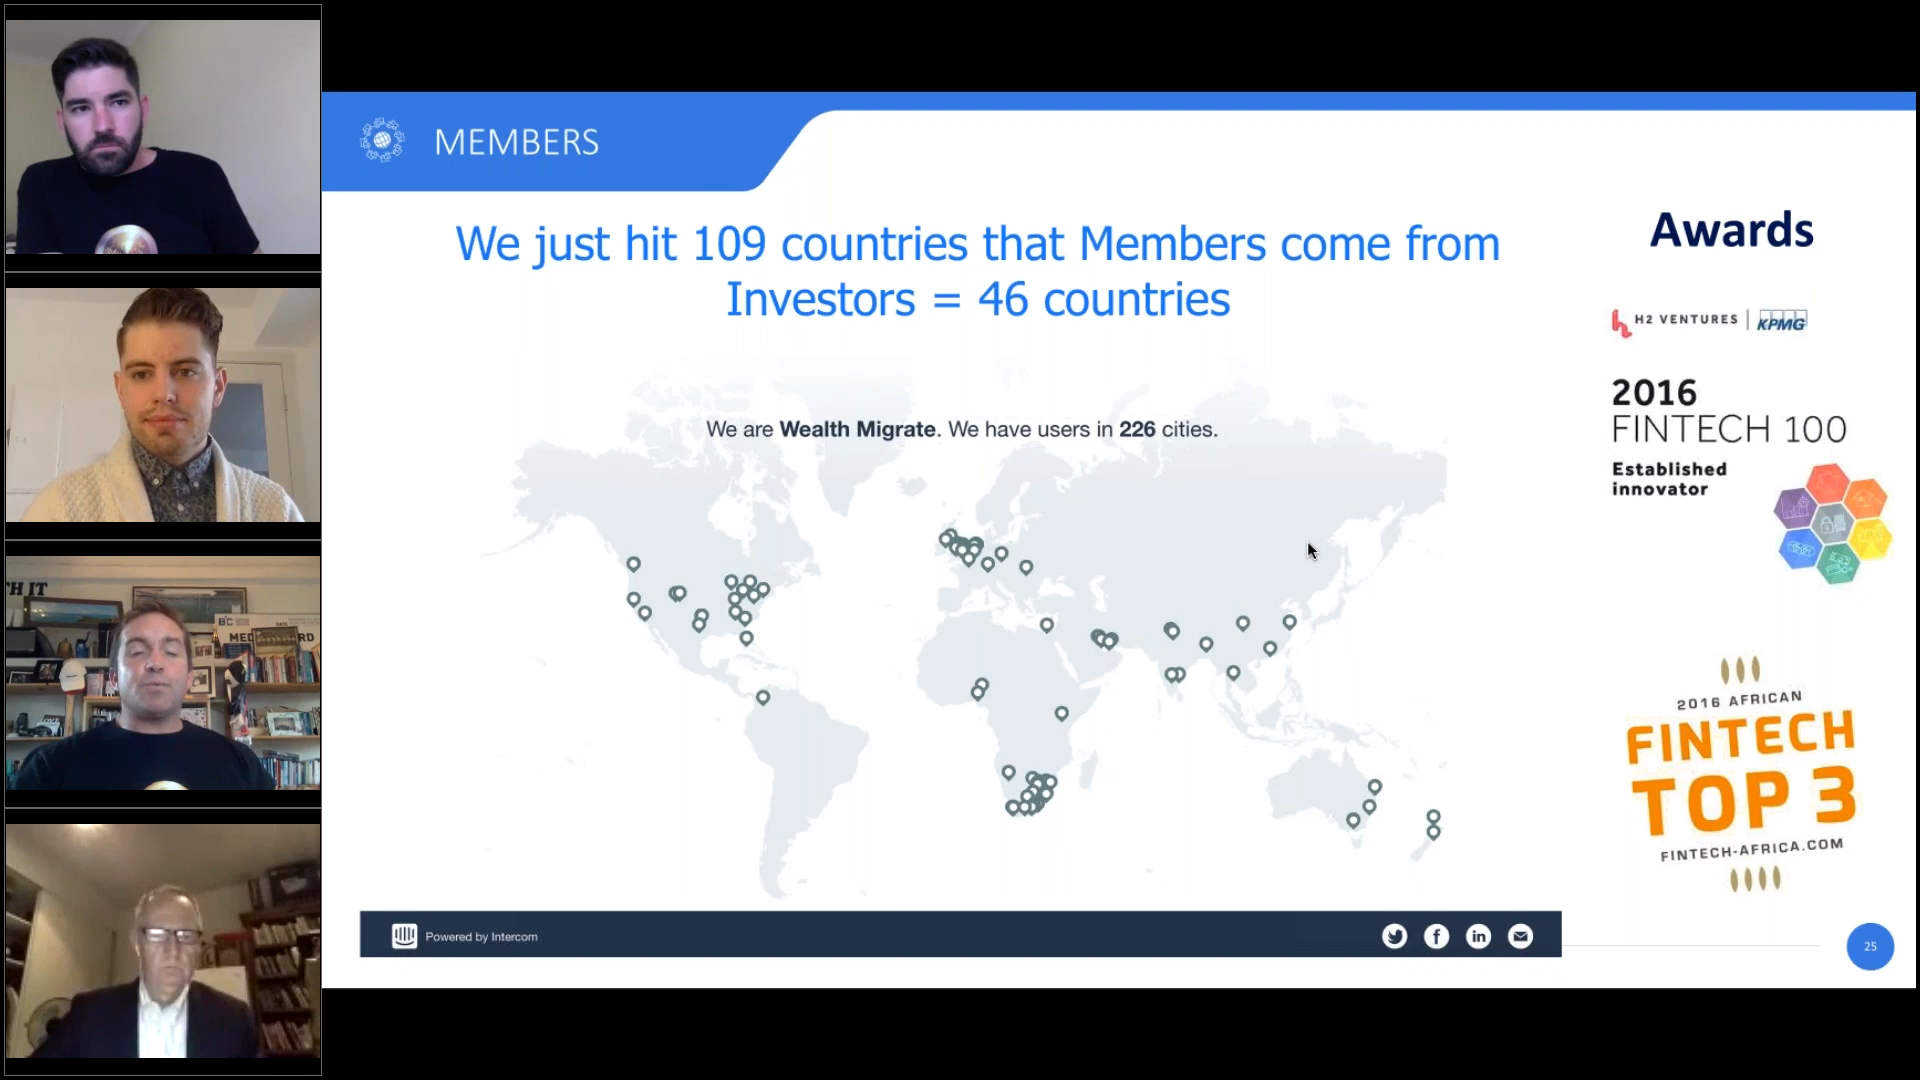 MEMBERS
We just hit 109 countries that Members come from
Investors = 46 countries
We are Wealth Migrate. We have users in 226 cities.
Powered by Intercom
Awards
H2 VENTURES | KPMG
2016
FINTECH 100
Established
innovator
2016 AFRICAN
FINTECH
TOP 3
FINTECH-AFRICA.COM
25
TH IT